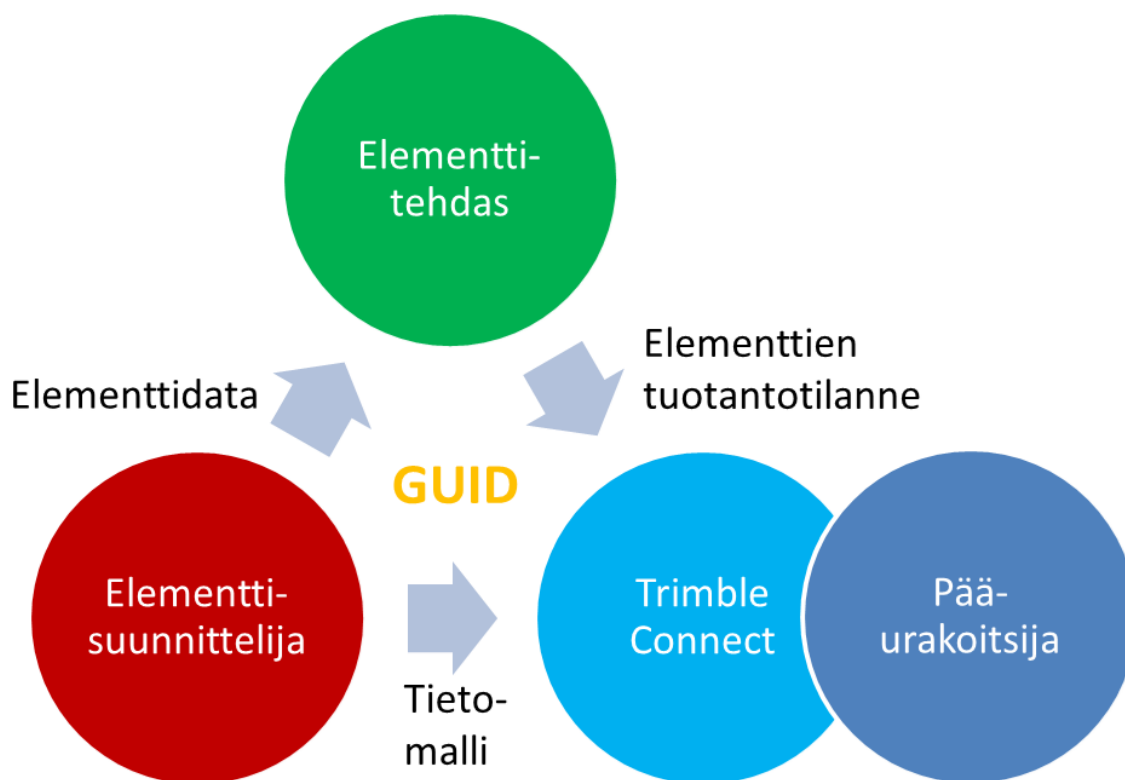 Elementti-
tehdas
Elementtien
tuotantotilanne
Elementtidata
GUID
Elementti-
suunnittelija
Tieto-
malli
Trimble
Connect
Pää-
urakoitsija